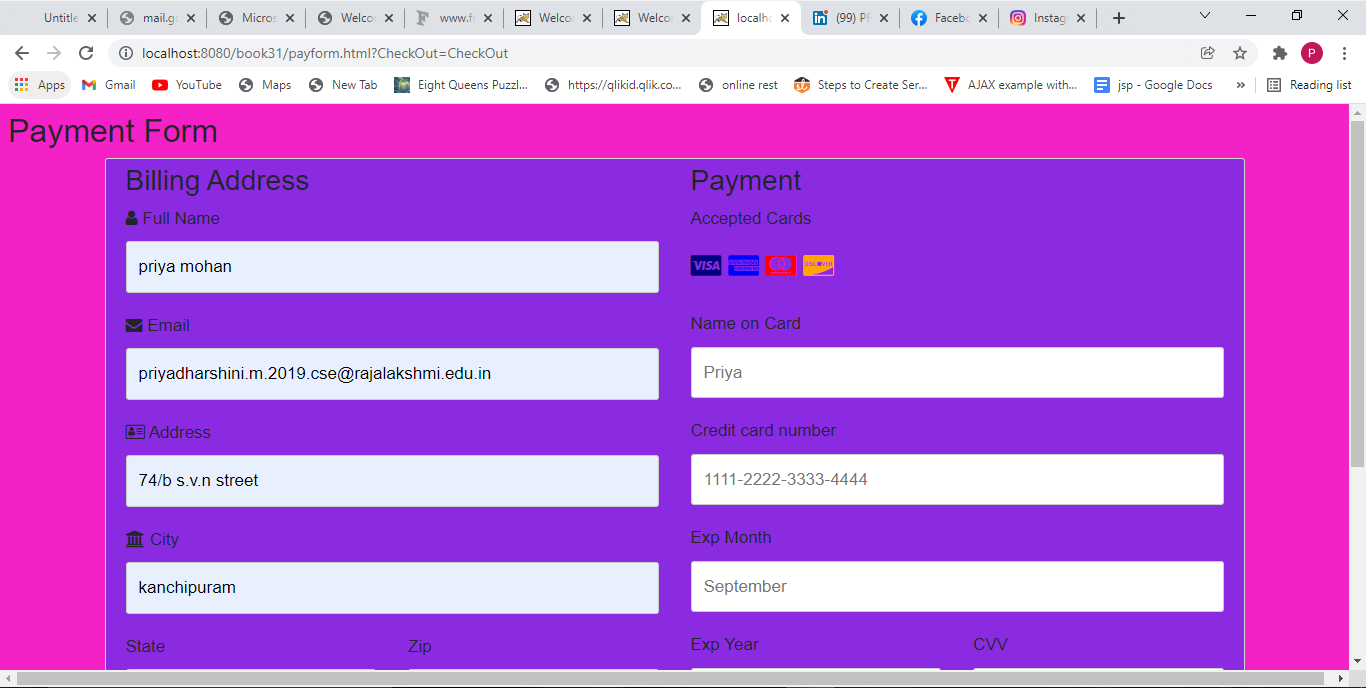 Untitle mail.g Micros Welco www.f Welco Welco localh (99) P Faceb Instag
localhost:8080/book31/payform.html?CheckOut=CheckOut P
Apps Gmail YouTube Maps New Tab Eight Queens Puzzl... https://qlikid.qlik.co... online rest Steps to Create Ser... AJAX example with... jsp - Google Docs » Reading list
Payment Form
Billing Address
Full Name
priya mohan
Email
priyadharshini.m.2019.cse@rajalakshmi.edu.in
Address
74/b s.v.n street
City
kanchipuram
State Zip
Payment
Accepted Cards
VISA DISCOVER
Name on Card
Priya
Credit card number
1111-2222-3333-4444
Exp Month
September
Exp Year CVV